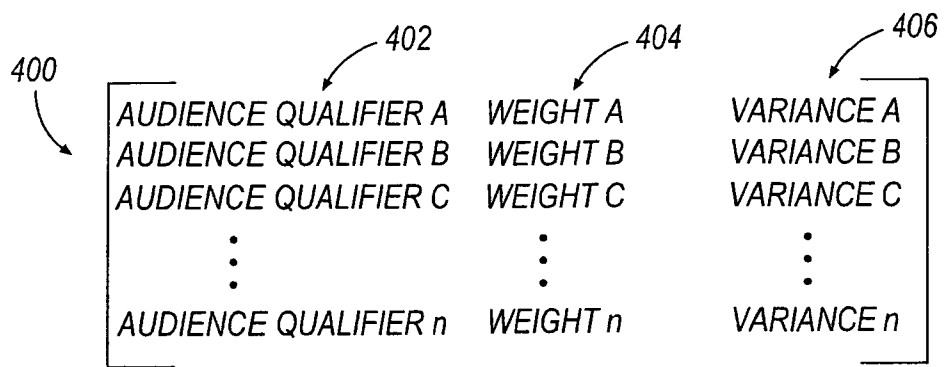 400 402 404 406
AUDIENCE QUALIFIER A WEIGHT A VARIANCE A
AUDIENCE QUALIFIER B WEIGHT B VARIANCE B
AUDIENCE QUALIFIER C WEIGHT C VARIANCE C
AUDIENCE QUALIFIER n WEIGHT n VARIANCE n